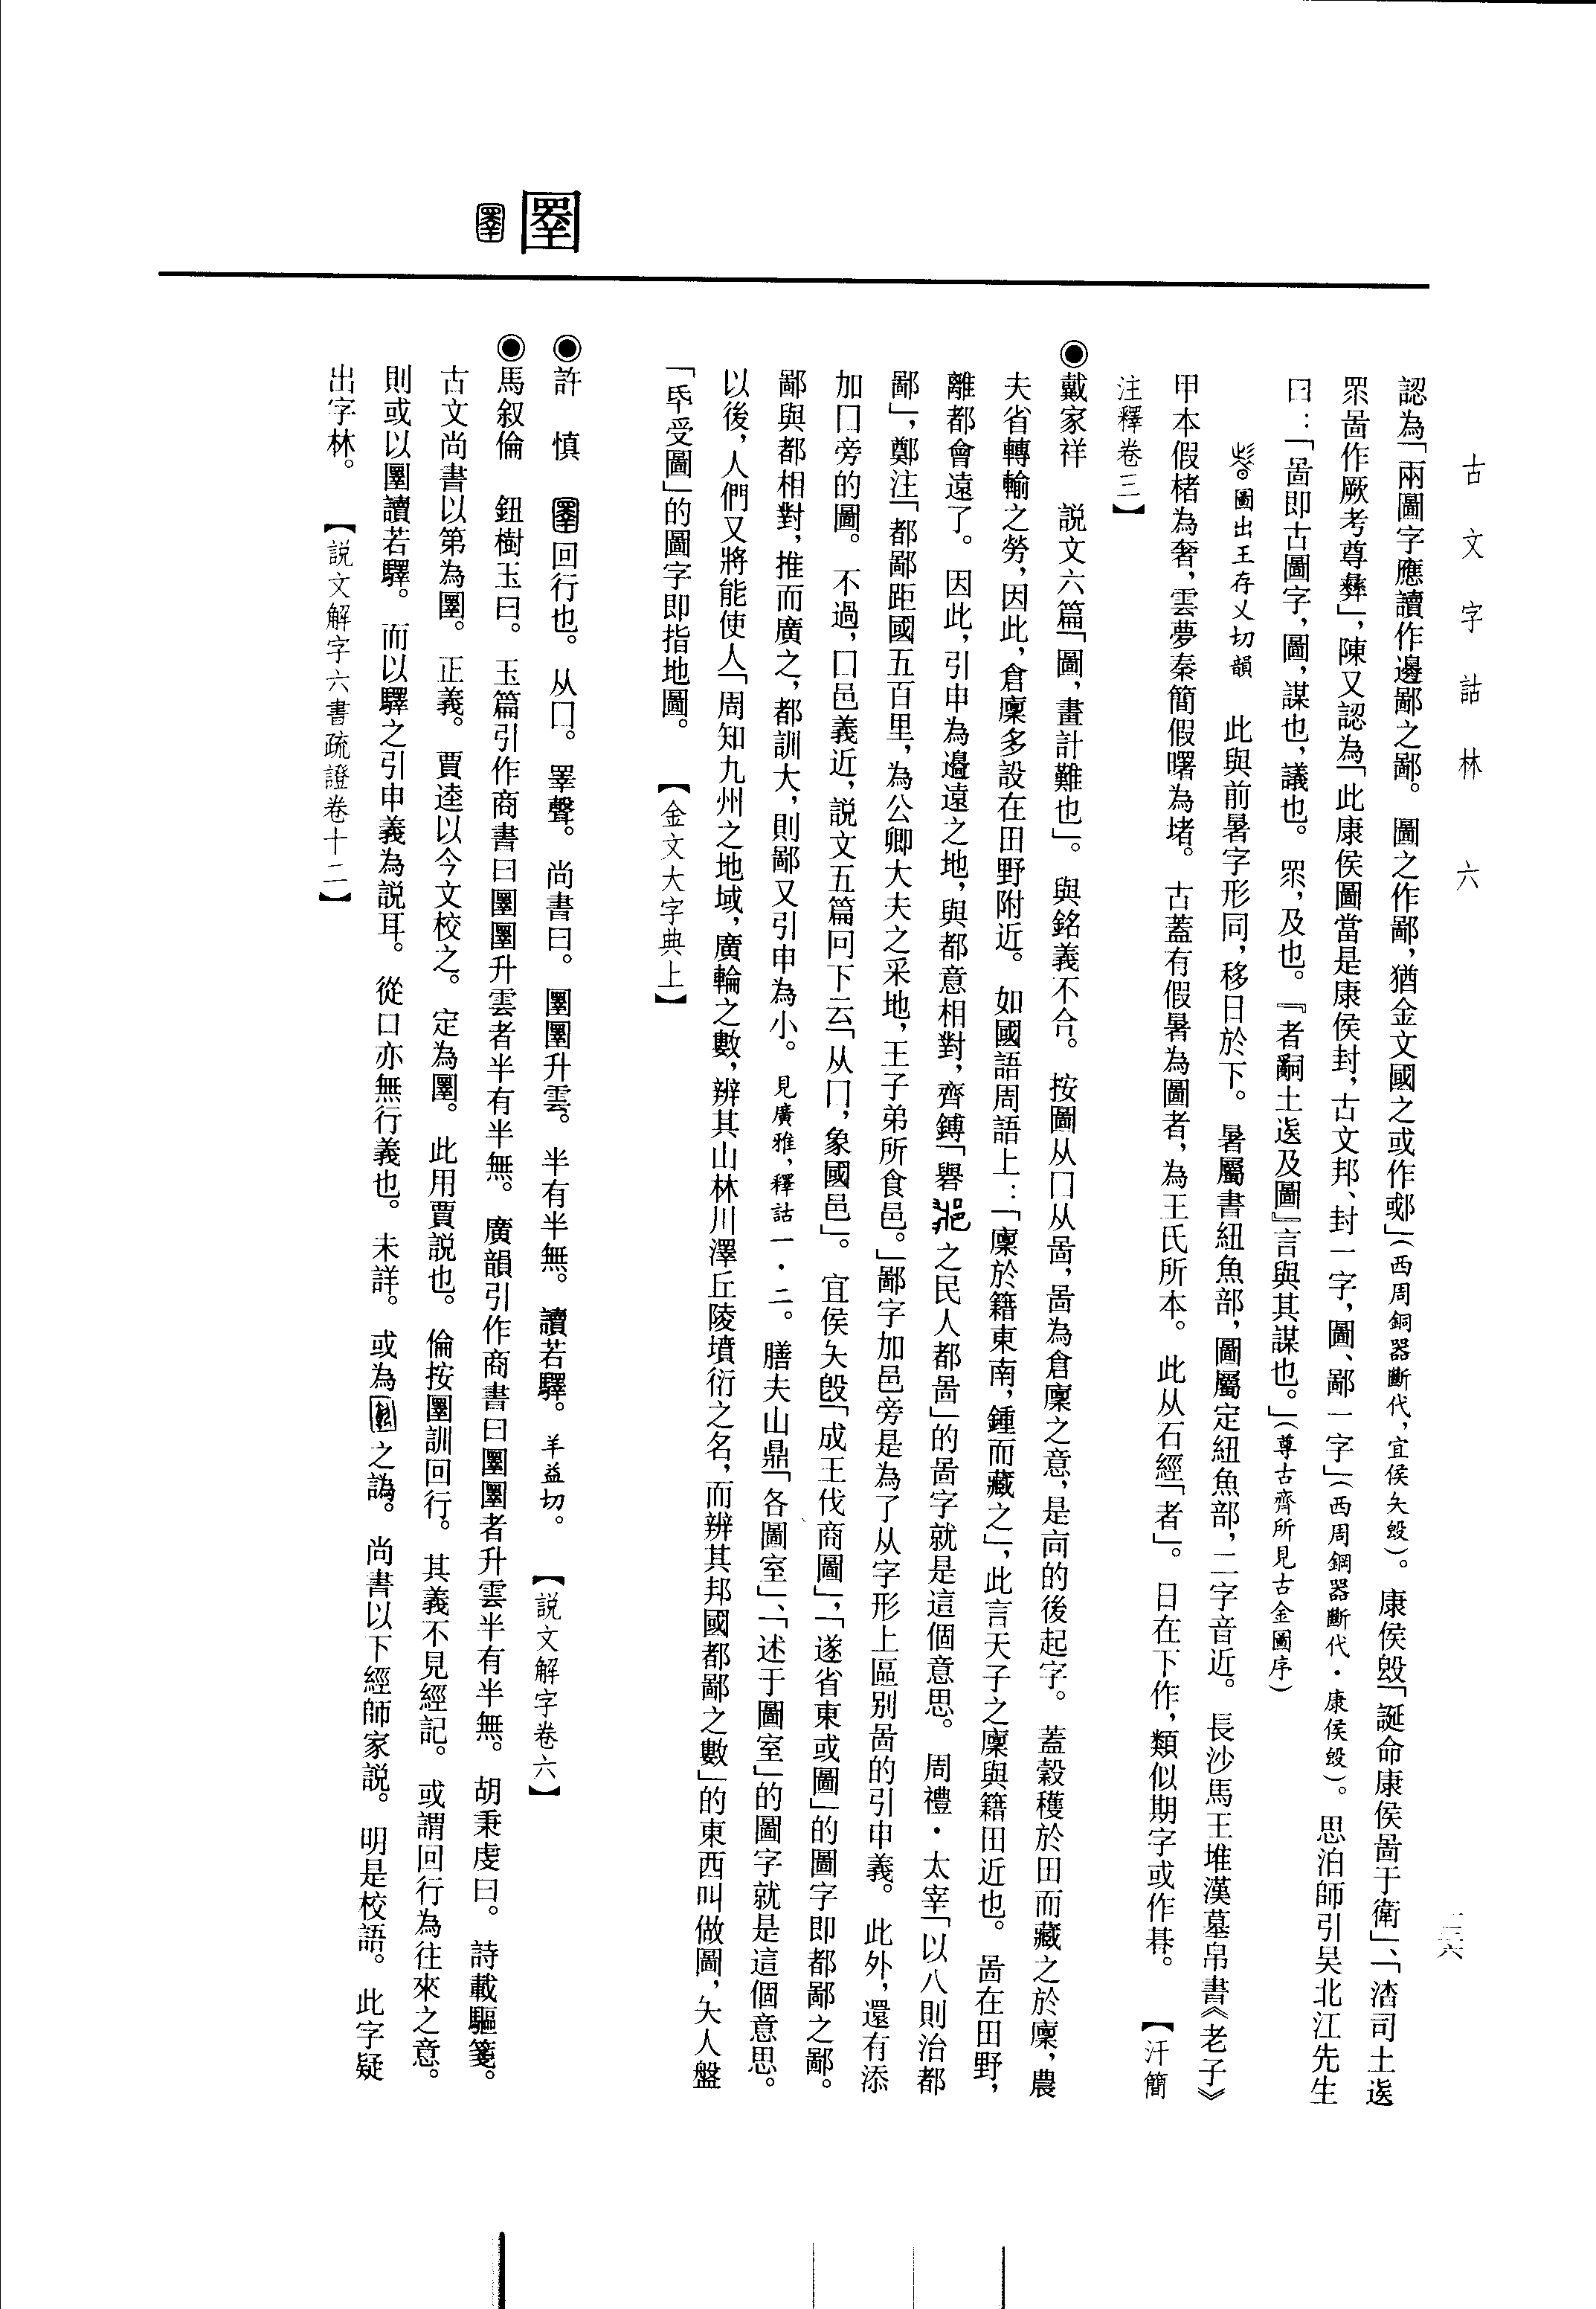 古文字詁林 六
認為「兩圖字應讀作邊鄙之鄙。圖之作鄙，猶金文國之或作䣎」（西周銅器斷代，宜侯夨𣪘）。康侯𣪘「誕命康侯啚于衛」、「渣司土𨒫
眔啚作厥考尊彝」，陳又認為「此康侯圖當是康侯封，古文邦、封一字，圖、鄙一字」（西周銅器斷代·康侯𣪘）。思泊師引吴北江先生
曰：「啚即古圖字，圖，謀也，議也。眔，及也。『者嗣土𨒫及圖』言與其謀也。」（尊古齊所見古金圖序）
圖出王存乂切韻 此與前暑字形同，移日於下。暑屬書紐魚部，圖屬定紐魚部，二字音近。長沙馬王堆漢墓帛書《老子》
甲本假楮為奢，雲夢秦簡假曙為堵。古蓋有假暑為圖者，為王氏所本。此从石經「者」。日在下作，類似期字或作朞。【汗簡
注釋卷三】
◉戴家祥 説文六篇「圖，畫計難也」。與銘義不合。按圖从囗从啚，啚為倉廩之意，是㐭的後起字。蓋穀穫於田而藏之於廩，農
夫省轉輸之勞，因此，倉廩多設在田野附近。如國語周語上：「廩於籍東南，鍾而藏之」，此言天子之廩與籍田近也。啚在田野，
離都會遠了。因此，引申為邊遠之地，與都意相對，齊鎛「礜之民人都啚」的啚字就是這個意思。周禮·太宰「以八則治都
鄙」，鄭注「都鄙距國五百里，為公卿大夫之采地，王子弟所食邑。」鄙字加邑旁是為了从字形上區别啚的引申義。此外，還有添
加囗旁的圖。不過，囗邑義近，説文五篇冋下云「从囗，象國邑」。宜侯夨𣪘「成王伐商圖」，「遂省東或圖」的圖字即都鄙之鄙。
鄙與都相對，推而廣之，都訓大，則鄙又引申為小。見廣雅，釋詁一·二。膳夫山鼎「各圖室」、「述于圖室」的圖字就是這個意思。
以後，人們又將能使人「周知九州之地域，廣輪之數，辨其山林川澤丘陵墳衍之名，而辨其邦國都鄙之數」的東西叫做圖，夨人盤
「氒受圖」的圖字即指地圖。【金文大字典上】
圛
◉許 慎 圛回行也。从囗。睪聲。尚書曰。圛圛升雲。半有半無。讀若驛。羊益切。【説文解字卷六】
◉馬叙倫 鈕樹玉曰。玉篇引作商書曰圛圛升雲者半有半無。廣韻引作商書曰圛圛者升雲半有半無。胡秉虔曰。詩載驅箋。
古文尚書以第為圛。正義。賈逵以今文校之。定為圛。此用賈説也。倫按圛訓回行。其義不見經記。或謂回行為往來之意。
則或以圛讀若驛。而以驛之引申義為説耳。從口亦無行義也。未詳。或為之譌。尚書以下經師家説。明是校語。此字疑
出字林。【説文解字六書疏證卷十二】